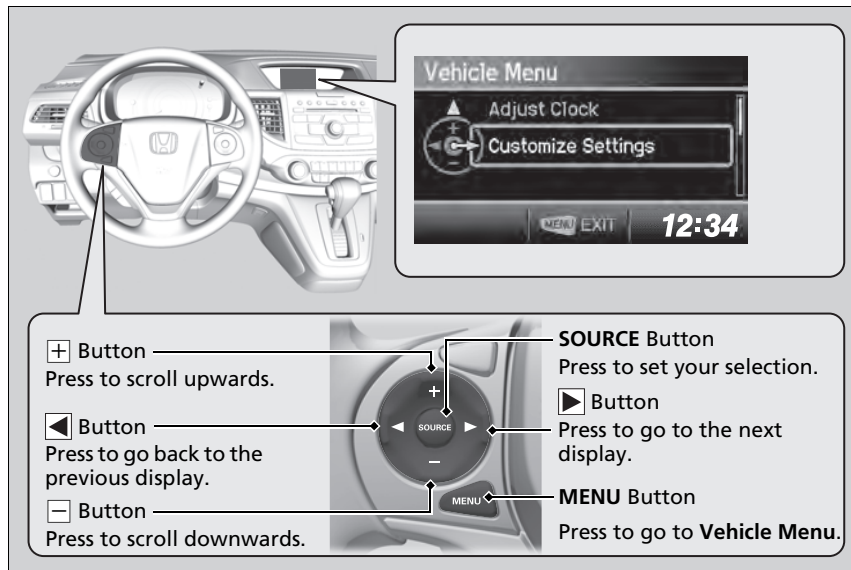 Vehicle Menu
Adjust Clock
+
Customize Settings
−
MENU EXIT
12:34
+ Button
Press to scroll upwards.
◀ Button
Press to go back to the
previous display.
− Button
Press to scroll downwards.
+
◀ SOURCE ▶
−
MENU
SOURCE Button
Press to set your selection.
▶ Button
Press to go to the next
display.
MENU Button
Press to go to Vehicle Menu.